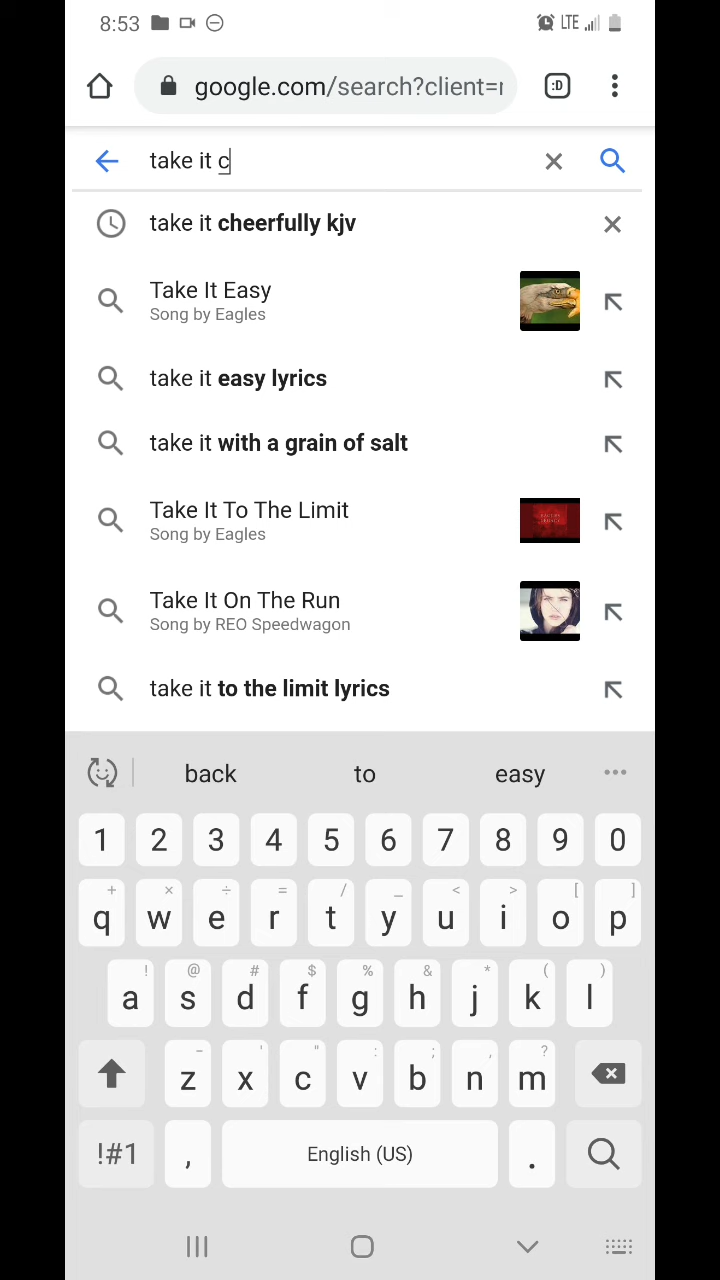 8:53 LTE
google.com/search?client=r
:D
take it c
take it cheerfully kjv
Take It Easy
Song by Eagles
take it easy lyrics
take it with a grain of salt
Take It To The Limit
Song by Eagles
Take It On The Run
Song by REO Speedwagon
take it to the limit lyrics
back to easy
1 2 3 4 5 6 7 8 9 0
+ × ÷ = / _ < > [ ]
q w e r t y u i o p
! @ # $ % & * ( )
a s d f g h j k l
- ' " : ; , ?
z x c v b n m
!#1 , English (US) .